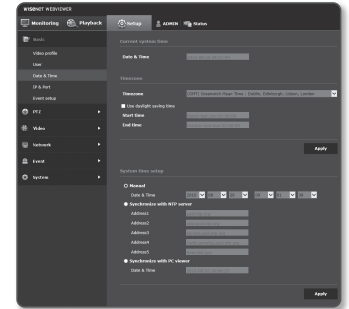 WISENET WEBVIEWER
Monitoring Playback Setup ADMIN Status
Basic
Video profile
User
Date & Time
IP & Port
Event setup
PTZ
Video
Network
Event
System
Current system time
Date & Time
Timezone
Timezone (GMT) Greenwich Mean Time : Dublin, Edinburgh, Lisbon, London
Use daylight saving time
Start time
End time
Apply
System time setup
Manual
Date & Time
Synchronize with NTP server
Address1
Address2
Address3
Address4
Address5
Synchronize with PC viewer
Date & Time
Apply